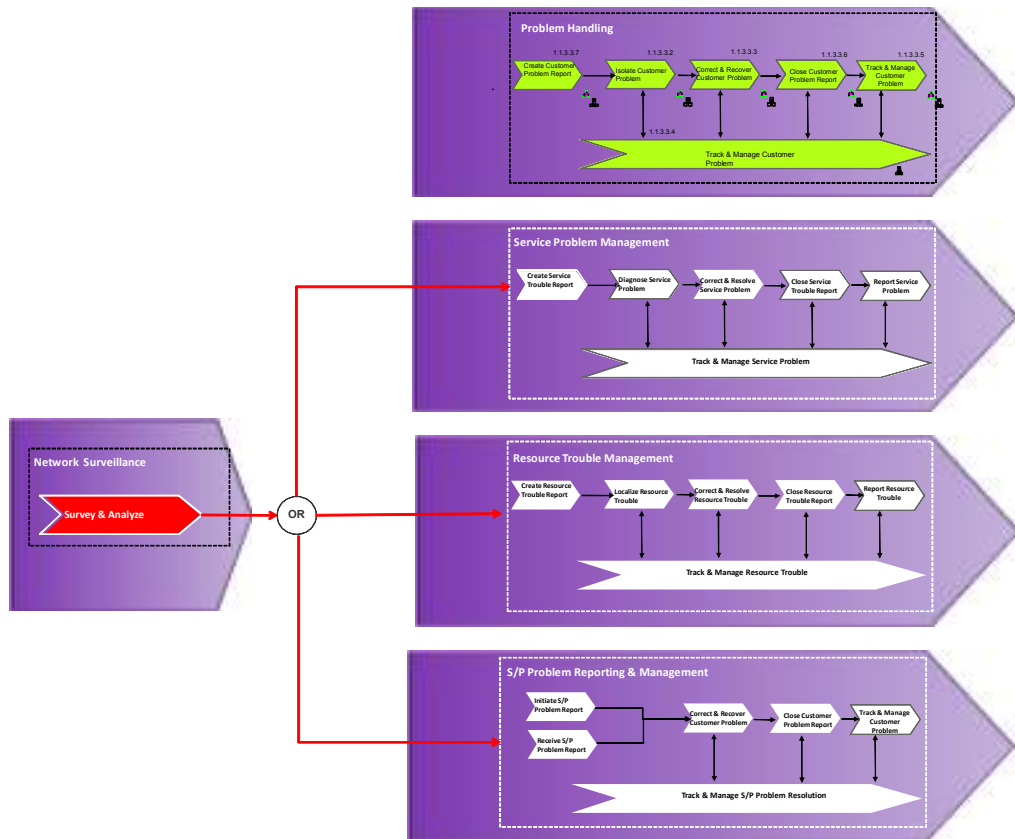 Problem Handling
1.1.3.3.7
1.1.3.3.2
1.1.3.3.3
1.1.3.3.6
1.1.3.3.5
Create Customer
Problem Report
Isolate Customer
Problem
Correct & Recover
Customer Problem
Close Customer
Problem Report
Track & Manage
Customer
Problem
1.1.3.3.4
Track & Manage Customer
Problem
Service Problem Management
Create Service
Trouble Report
Diagnose Service
Problem
Correct & Resolve
Service Problem
Close Service
Trouble Report
Report Service
Problem
Track & Manage Service Problem
Network Surveillance
Survey & Analyze
OR
Resource Trouble Management
Create Resource
Trouble Report
Localize Resource
Trouble
Correct & Resolve
Resource Trouble
Close Resource
Trouble Report
Report Resource
Trouble
Track & Manage Resource Trouble
S/P Problem Reporting & Management
Initiate S/P
Problem Report
Receive S/P
Problem Report
Correct & Recover
Customer Problem
Close Customer
Problem Report
Track & Manage
Customer
Problem
Track & Manage S/P Problem Resolution